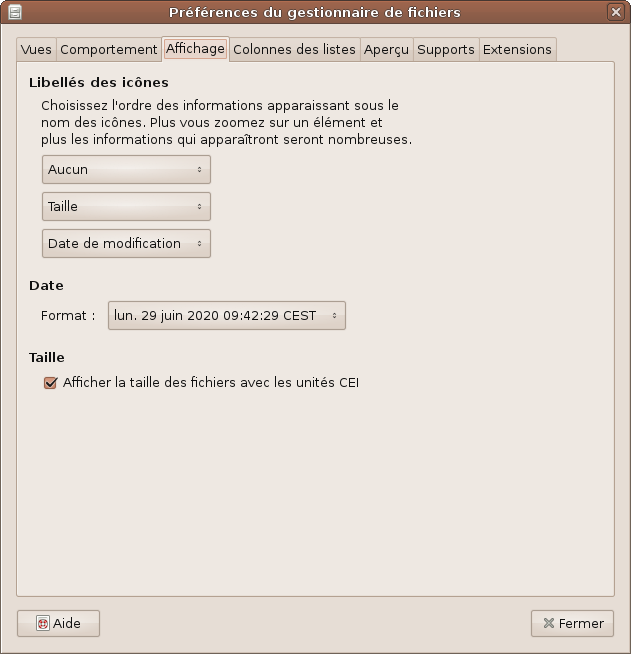 Préférences du gestionnaire de fichiers
Vues Comportement Affichage Colonnes des listes Aperçu Supports Extensions
Libellés des icônes
Choisissez l'ordre des informations apparaissant sous le
nom des icônes. Plus vous zoomez sur un élément et
plus les informations qui apparaîtront seront nombreuses.
Aucun
Taille
Date de modification
Date
Format : lun. 29 juin 2020 09:42:29 CEST
Taille
Afficher la taille des fichiers avec les unités CEI
Aide Fermer